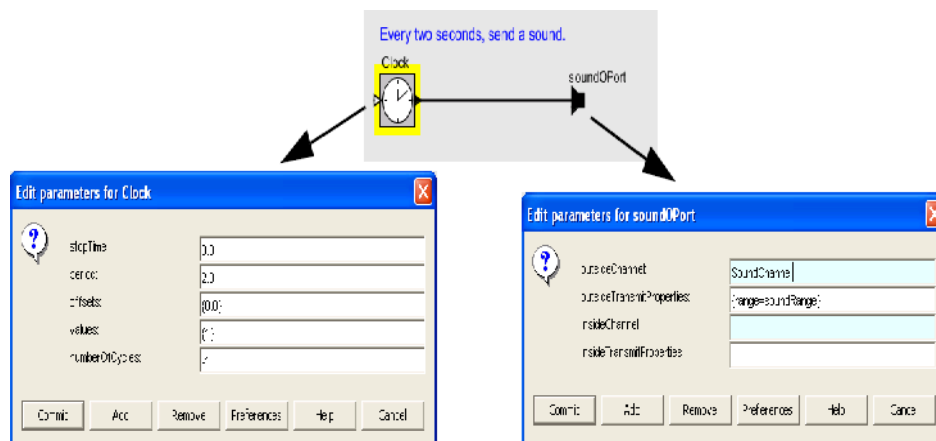 Every two seconds, send a sound.
Clock
soundOPort
Edit parameters for Clock
stopTime: 0.0
period: 2.0
offsets: {0.0}
values: {1}
numberOfCycles: -1
Commit Add Remove Preferences Help Cancel
Edit parameters for soundOPort
outsideChannel: SoundChannel
outsideTransmitProperties: {range=soundRange}
insideChannel:
insideTransmitProperties:
Commit Add Remove Preferences Help Cancel